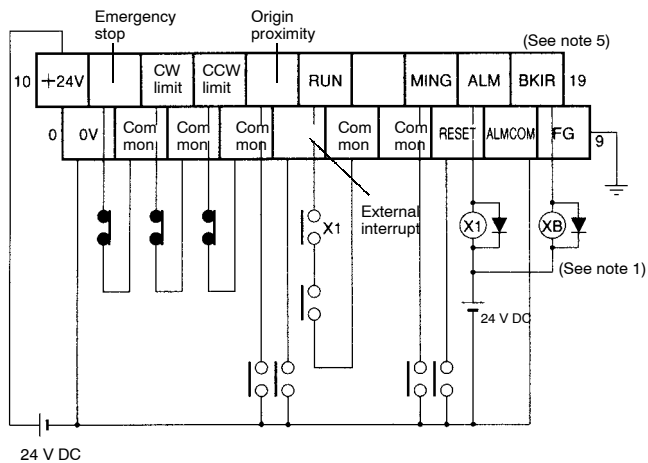 Emergency
stop
Origin
proximity
(See note 5)
10 +24V CW
limit CCW
limit RUN MING ALM BKIR 19
0 0V Com
mon Com
mon Com
mon Com
mon Com
mon RESET ALMCOM FG 9
External
interrupt
X1
X1
XB
(See note 1)
24 V DC
24 V DC